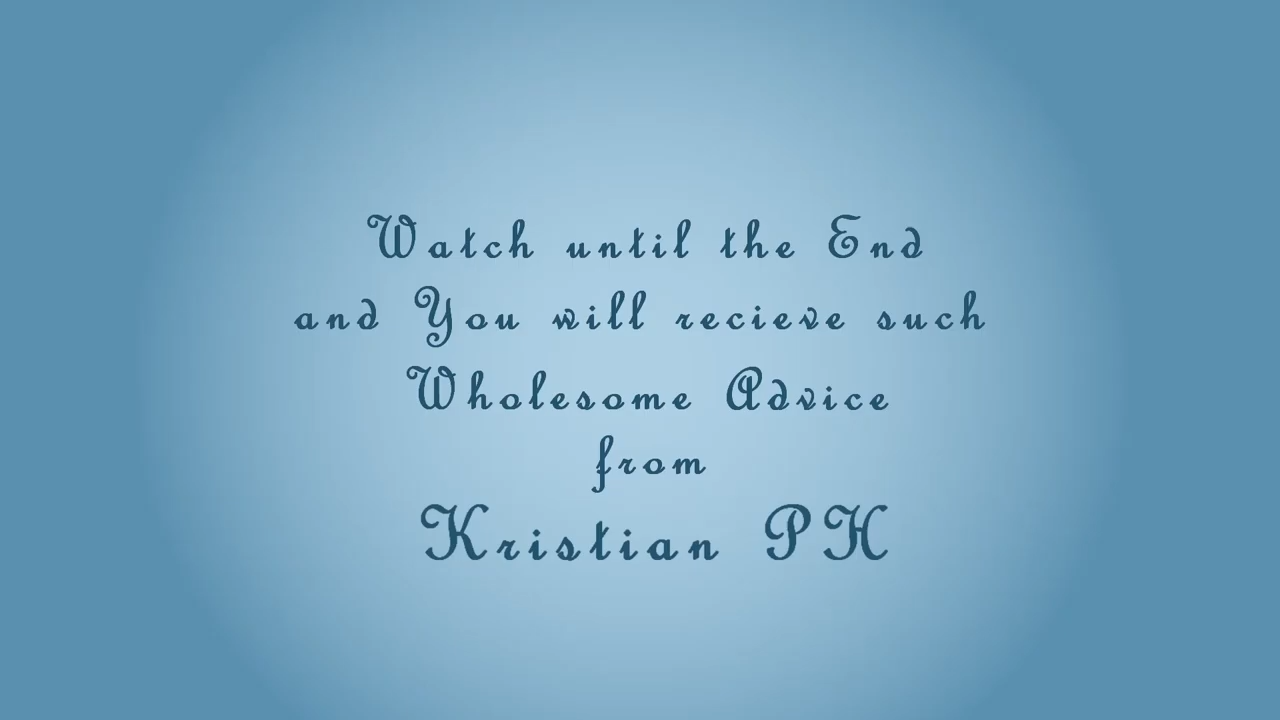 Watch until the End
and You will recieve such
Wholesome Advice
from
Kristian PH